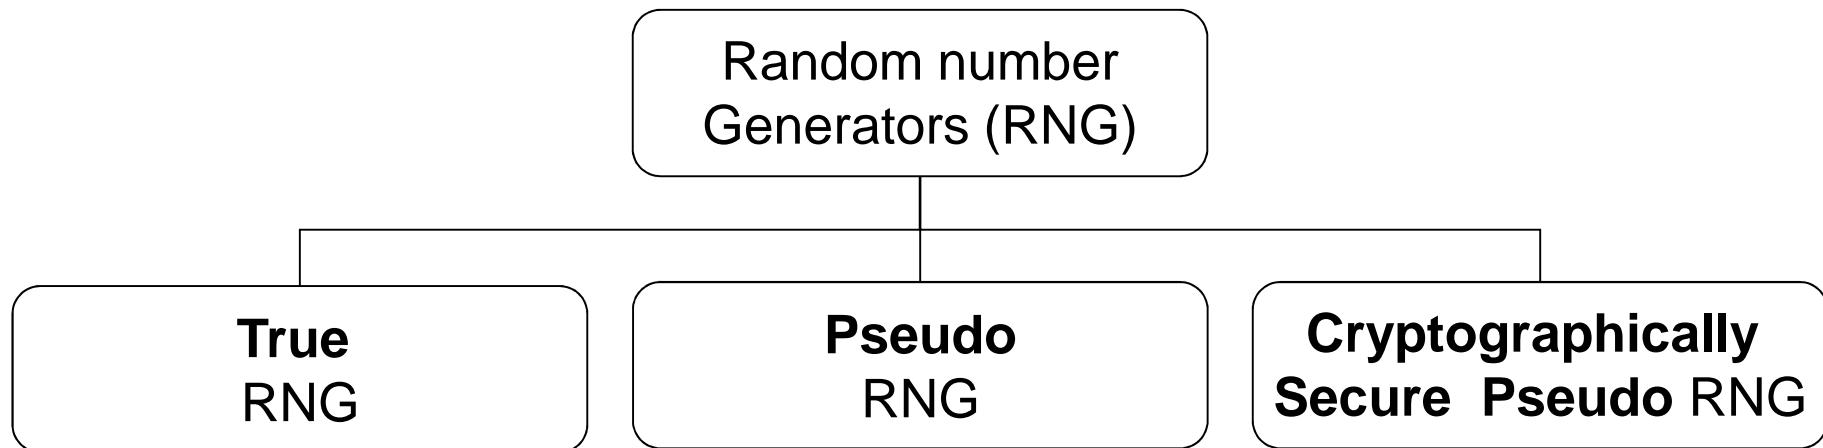 Random number
Generators (RNG)
True
RNG
Pseudo
RNG
Cryptographically
Secure Pseudo RNG